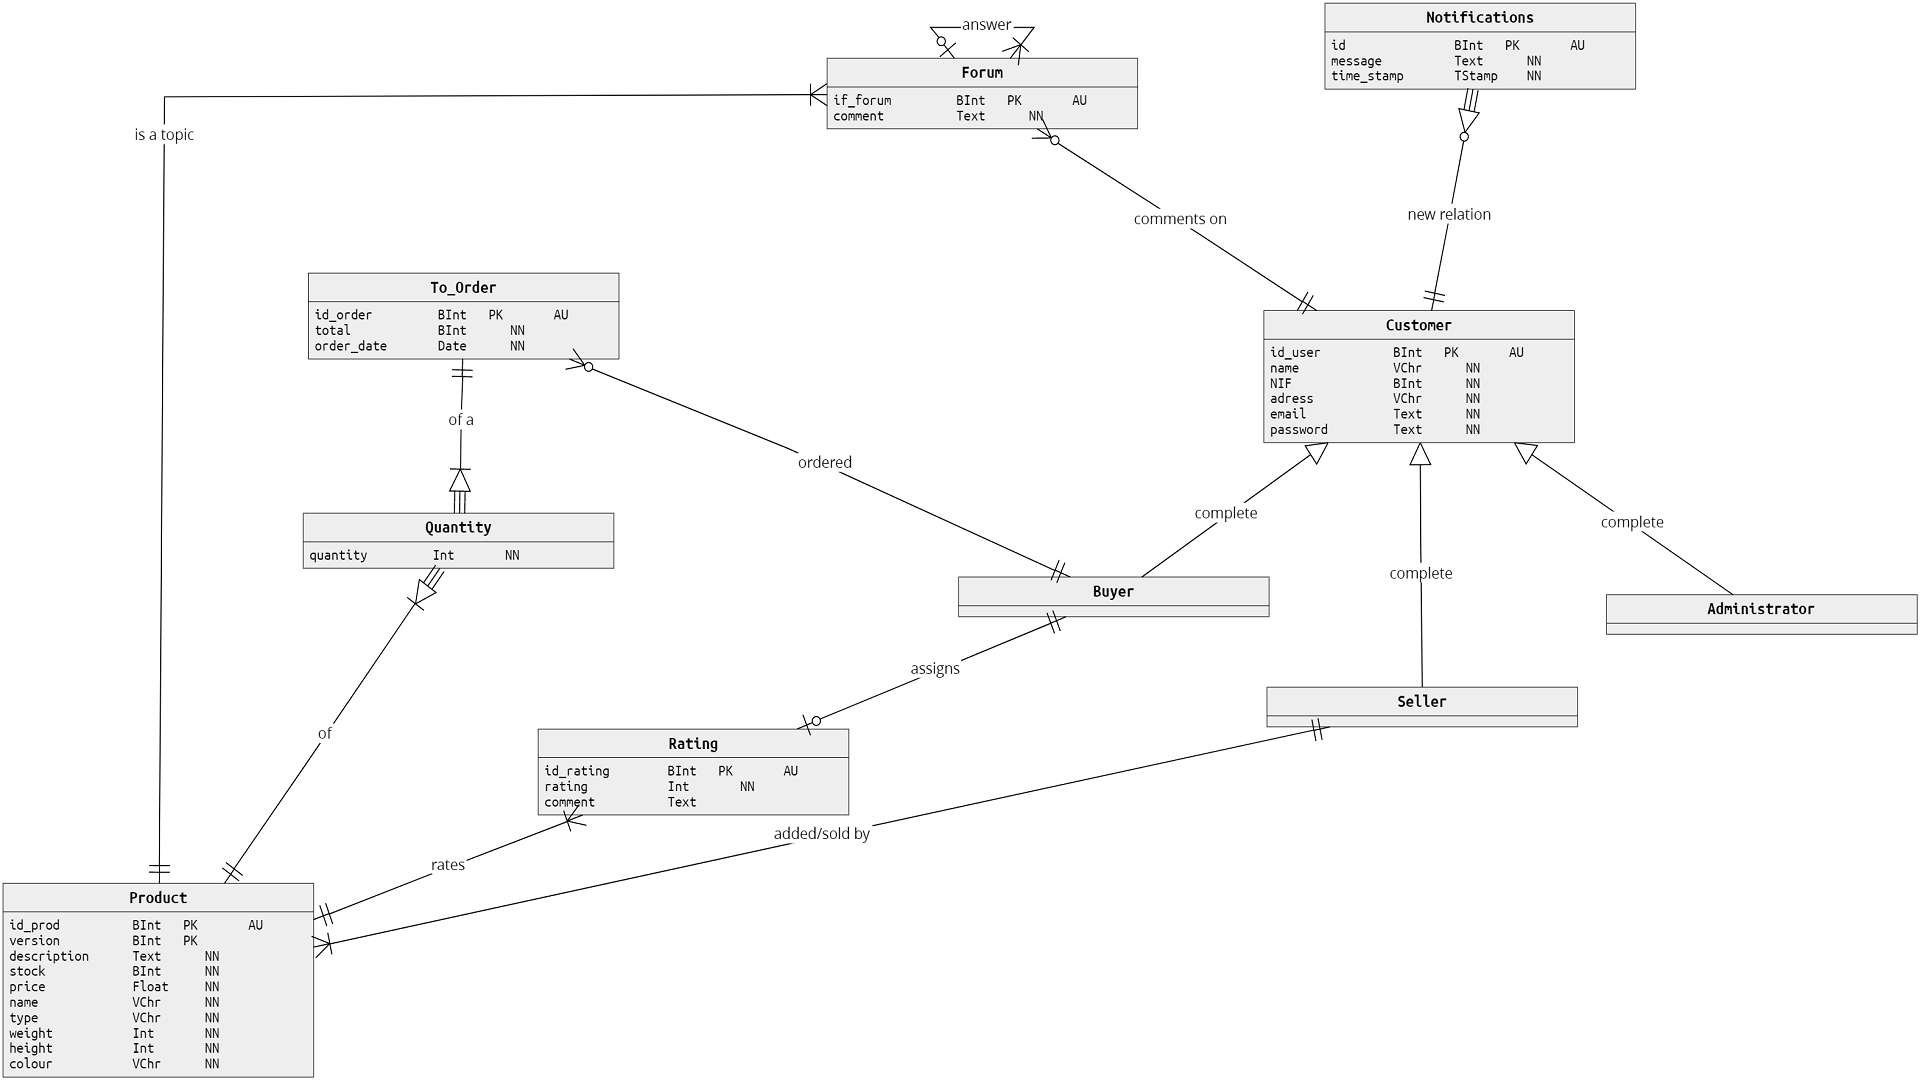 answer
Notifications
id BInt PK AU
message Text NN
time_stamp TStamp NN
Forum
if_forum BInt PK AU
comment Text NN
is a topic
comments on
new relation
To_Order
id_order BInt PK AU
total BInt NN
order_date Date NN
Customer
id_user BInt PK AU
name VChr NN
NIF BInt NN
adress VChr NN
email Text NN
password Text NN
of a
ordered
Quantity
quantity Int NN
complete
complete
complete
Buyer
Administrator
assigns
Seller
of
Rating
id_rating BInt PK AU
rating Int NN
comment Text
added/sold by
rates
Product
id_prod BInt PK AU
version BInt PK
description Text NN
stock BInt NN
price Float NN
name VChr NN
type VChr NN
weight Int NN
height Int NN
colour VChr NN